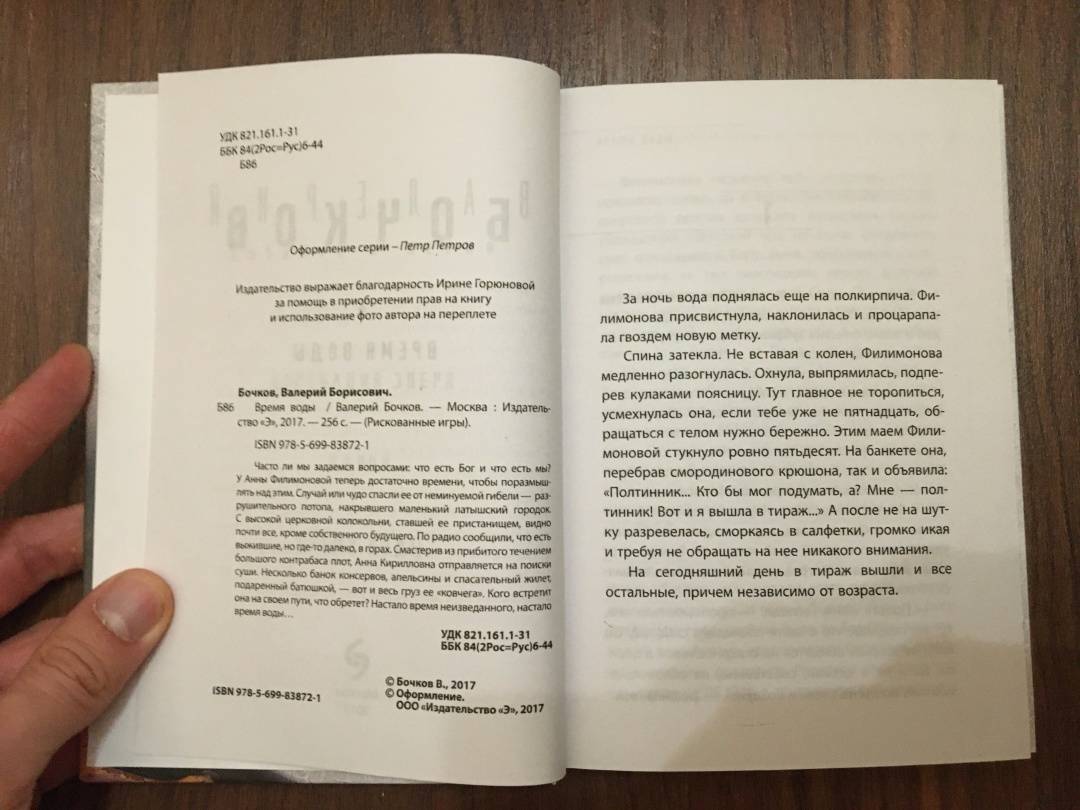 УДК 821.161.1-31
ББК 84(2Рос=Рус)6-44
Б86
Оформление серии – Петр Петров
Издательство выражает благодарность Ирине Горюновой
за помощь в приобретении прав на книгу
и использование фото автора на переплете
Бочков, Валерий Борисович.
Б86 Время воды / Валерий Бочков. — Москва : Издатель-
ство «Э», 2017. — 256 с. — (Рискованные игры).
ISBN 978-5-699-83872-1
Часто ли мы задаемся вопросами: что есть Бог и что есть мы?
У Анны Филимоновой теперь достаточно времени, чтобы поразмыш-
лять над этим. Случай или чудо спасли ее от неминуемой гибели — раз-
рушительного потопа, накрывшего маленький латышский городок.
С высокой церковной колокольни, ставшей ее пристанищем, видно
почти все, кроме собственного будущего. По радио сообщили, что есть
выжившие, но где-то далеко, в горах. Смастерив из прибитого течением
большого контрабаса плот, Анна Кирилловна отправляется на поиски
суши. Несколько банок консервов, апельсины и спасательный жилет,
подаренный батюшкой, — вот и весь груз ее «ковчега». Кого встретит
она на своем пути, что обретет? Настало время неизведанного, настало
время воды…
УДК 821.161.1-31
ББК 84(2Рос=Рус)6-44
© Бочков В., 2017
© Оформление.
ООО «Издательство «Э», 2017
ISBN 978-5-699-83872-1
За ночь вода поднялась еще на полкирпича. Фи-
лимонова присвистнула, наклонилась и процарапа-
ла гвоздем новую метку.
Спина затекла. Не вставая с колен, Филимонова
медленно разогнулась. Охнула, выпрямилась, подпе-
рев кулаками поясницу. Тут главное не торопиться,
усмехнулась она, если тебе уже не пятнадцать, об-
ращаться с телом нужно бережно. Этим маем Фили-
моновой стукнуло ровно пятьдесят. На банкете она,
перебрав смородинового крюшона, так и объявила:
«Полтинник... Кто бы мог подумать, а? Мне — пол-
тинник! Вот и я вышла в тираж...» А после не на шут-
ку разревелась, сморкаясь в салфетки, громко икая
и требуя не обращать на нее никакого внимания.
На сегодняшний день в тираж вышли и все
остальные, причем независимо от возраста.